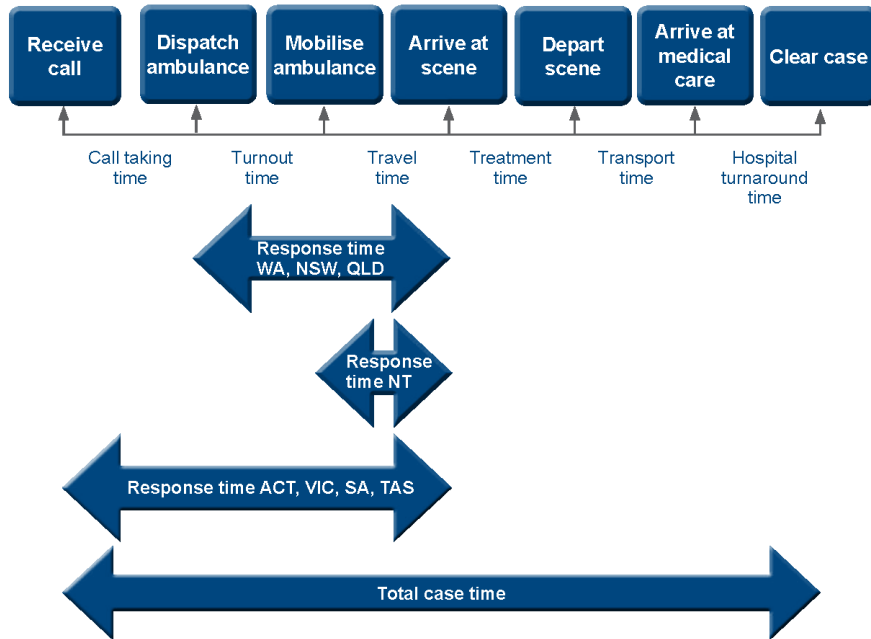 Receive
call
Dispatch
ambulance
Mobilise
ambulance
Arrive at
scene
Depart
scene
Arrive at
medical
care
Clear case
Call taking
time
Turnout
time
Travel
time
Treatment
time
Transport
time
Hospital
turnaround
time
Response time
WA, NSW, QLD
Response
time NT
Response time ACT, VIC, SA, TAS
Total case time